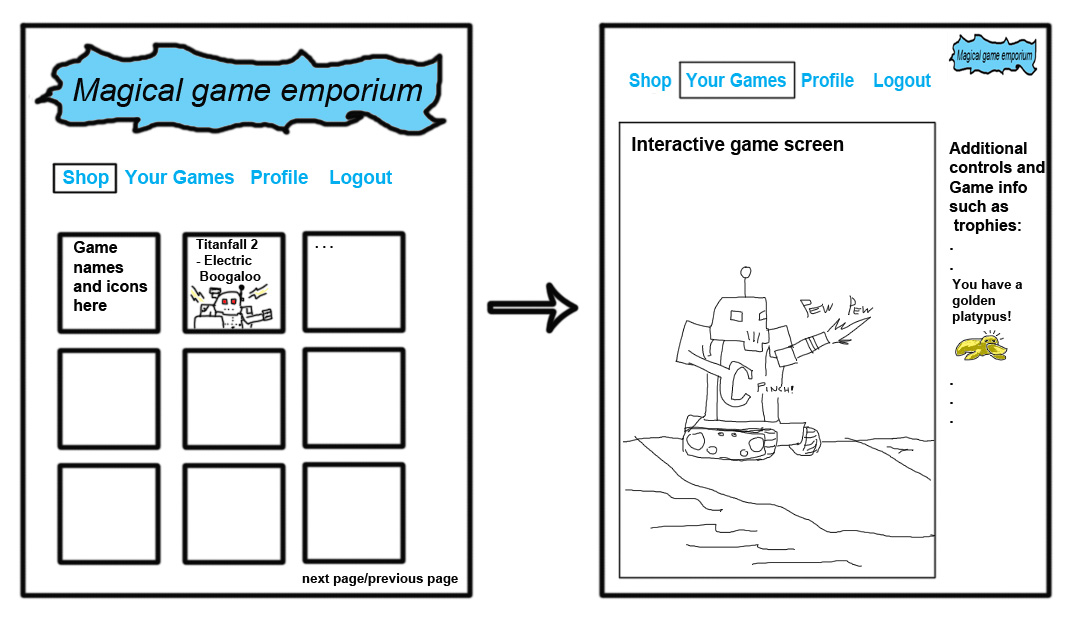 Magical game emporium
Shop Your Games Profile Logout
Game
names
and icons
here
Titanfall 2
- Electric
Boogaloo
. . .
next page/previous page
Magical game emporium
Shop Your Games Profile Logout
Interactive game screen
PEW PEW
C
PINCH!
Additional
controls and
Game info
such as
trophies:
.
.
You have a
golden
platypus!
.
.
.